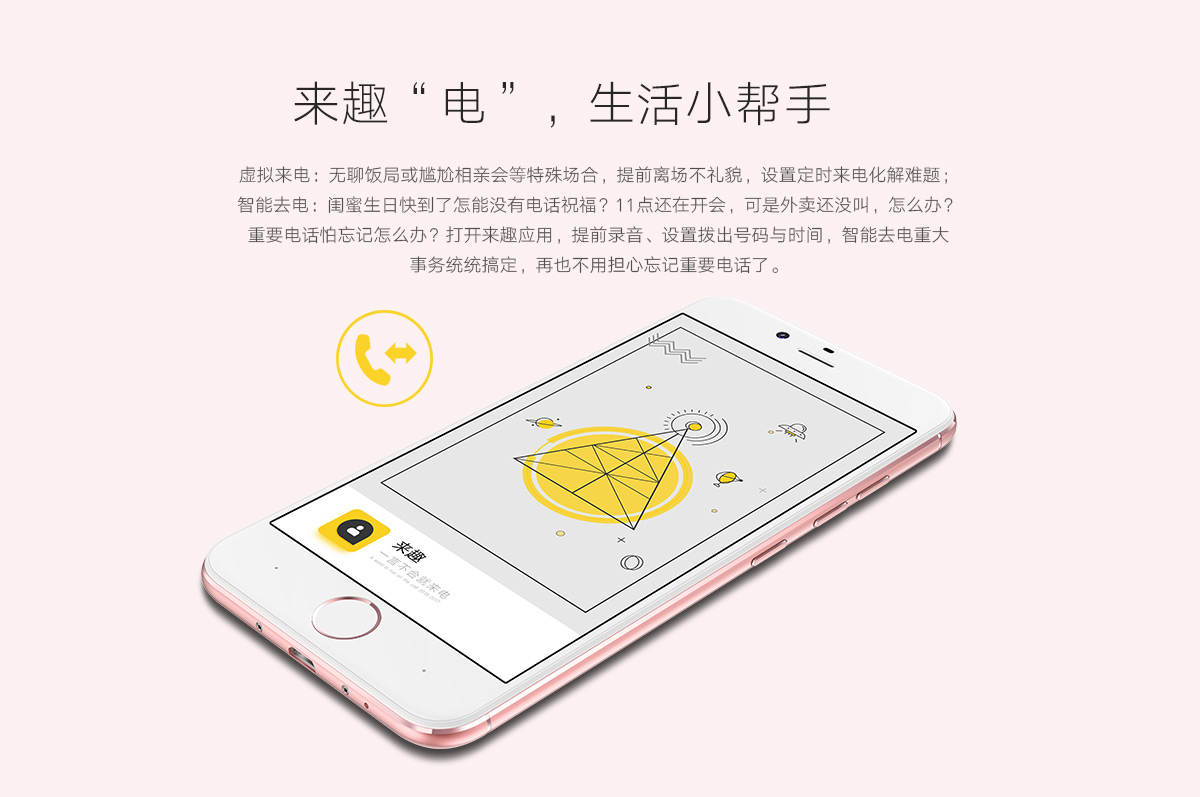 来趣“电”，生活小帮手
虚拟来电：无聊饭局或尴尬相亲会等特殊场合，提前离场不礼貌，设置定时来电化解难题；
智能去电：闺蜜生日快到了怎能没有电话祝福？11点还在开会，可是外卖还没叫，怎么办？
重要电话怕忘记怎么办？打开来趣应用，提前录音、设置拨出号码与时间，智能去电重大
事务统统搞定，再也不用担心忘记重要电话了。
来趣
一言不合就来电